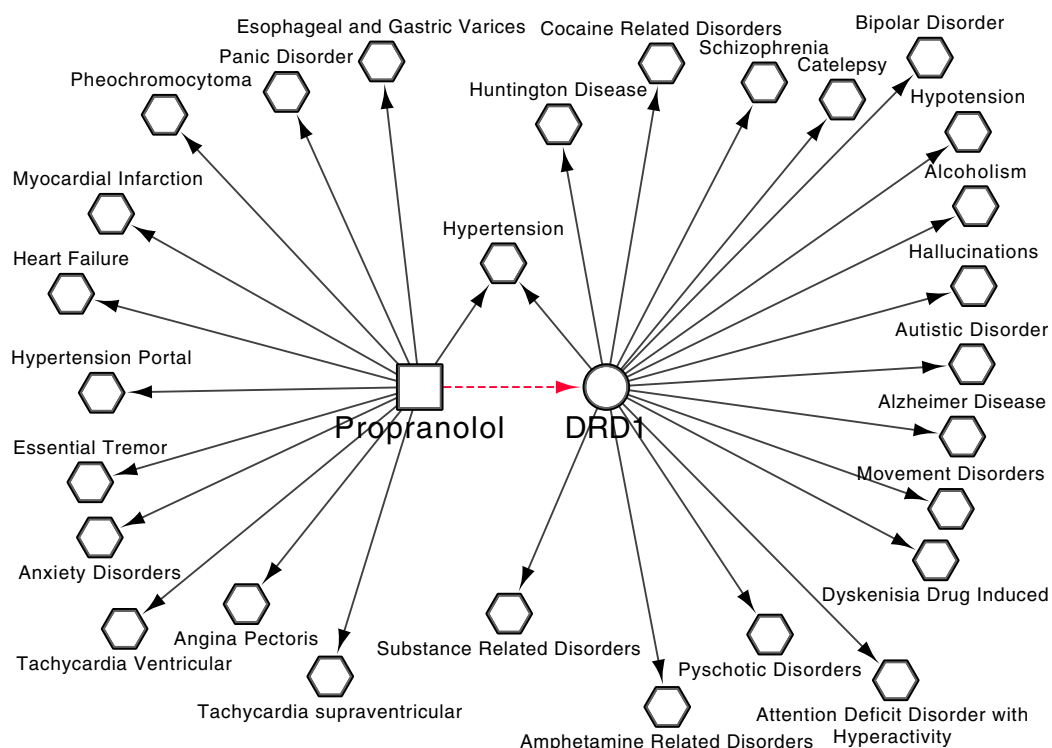 Esophageal and Gastric Varices
Cocaine Related Disorders
Bipolar Disorder
Panic Disorder
Schizophrenia
Catelepsy
Pheochromocytoma
Huntington Disease
Hypotension
Alcoholism
Myocardial Infarction
Hypertension
Hallucinations
Heart Failure
Autistic Disorder
Hypertension Portal
Alzheimer Disease
Propranolol
DRD1
Essential Tremor
Movement Disorders
Anxiety Disorders
Dyskenisia Drug Induced
Angina Pectoris
Substance Related Disorders
Tachycardia Ventricular
Pyschotic Disorders
Tachycardia supraventricular
Attention Deficit Disorder with
Hyperactivity
Amphetamine Related Disorders